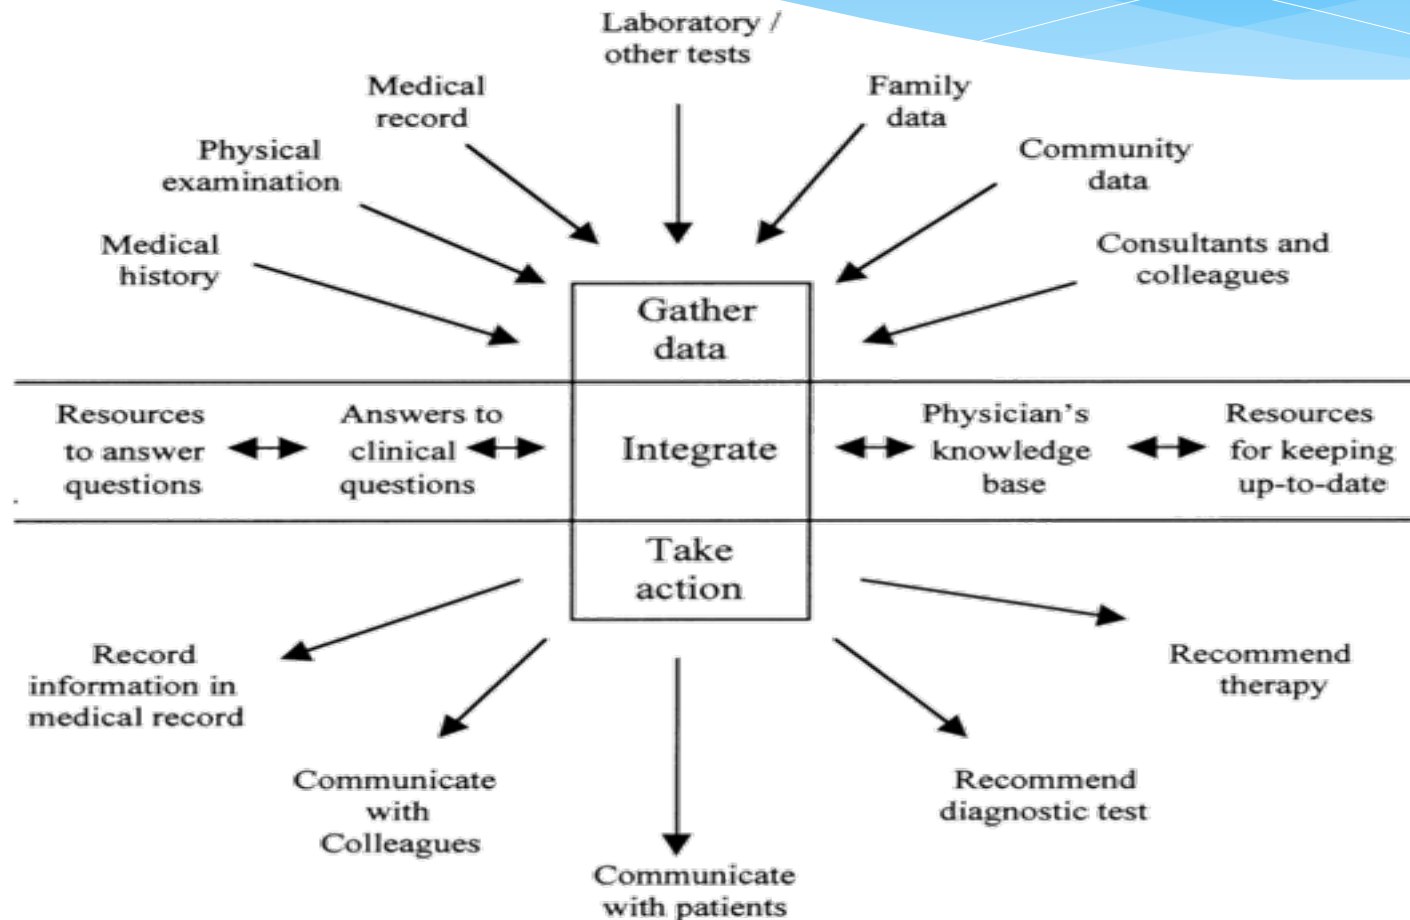 Laboratory /
other tests
Medical
record
Family
data
Physical
examination
Community
data
Medical
history
Consultants and
colleagues
Gather
data
Resources
to answer
questions
Answers to
clinical
questions
Integrate
Physician's
knowledge
base
Resources
for keeping
up-to-date
Take
action
Record
information in
medical record
Recommend
therapy
Communicate
with
Colleagues
Recommend
diagnostic test
Communicate
with patients